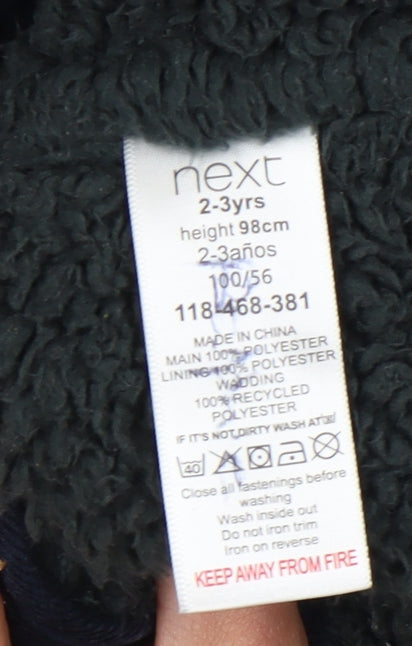 next
2-3yrs
height 98cm
2-3años
100/56
118-468-381
MADE IN CHINA
MAIN 100% POLYESTER
LINING 100% POLYESTER
WADDING
100% RECYCLED
POLYESTER
IF IT'S NOT DIRTY WASH AT
40
Close all fastenings before
washing
Wash inside out
Do not iron trim
Iron on reverse
KEEP AWAY FROM FIRE